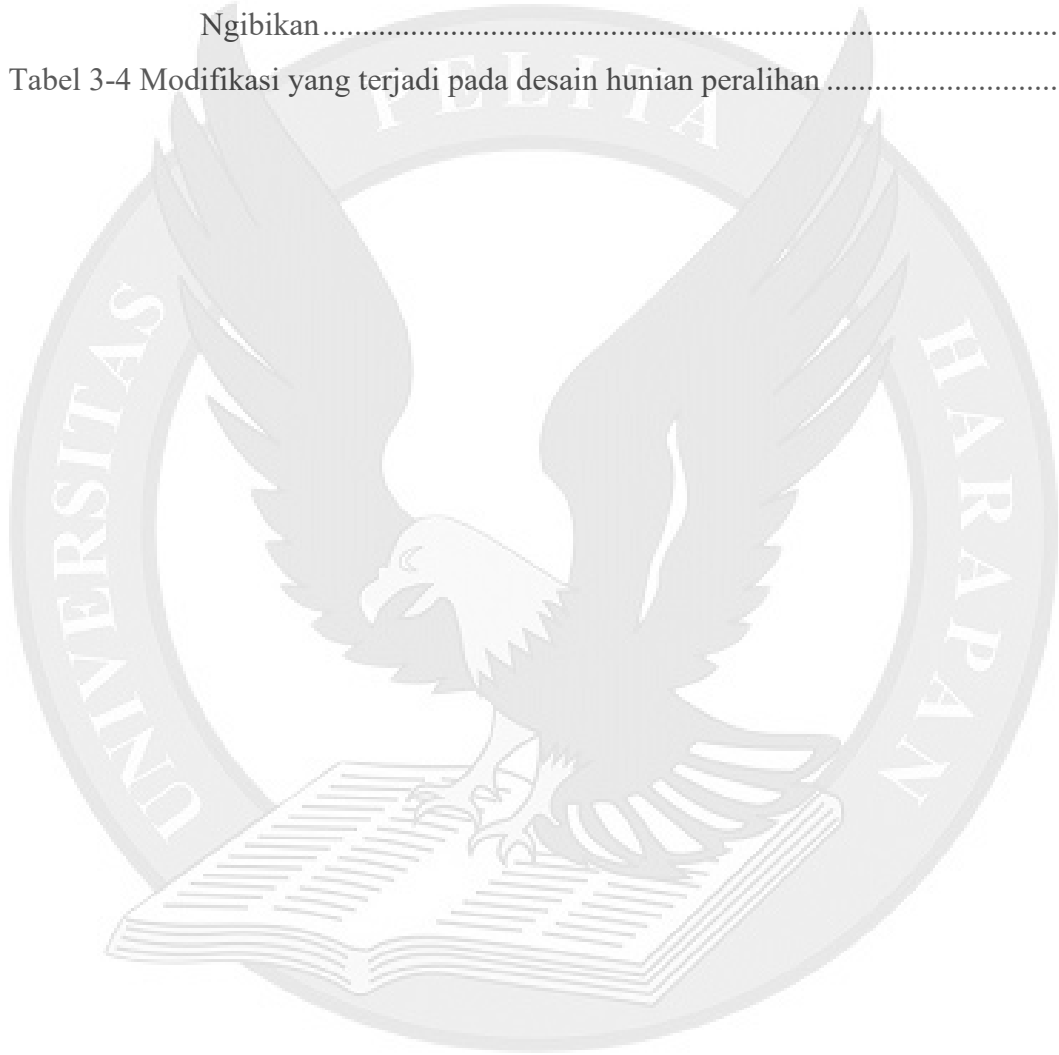 Ngibikan........................................................................................
Tabel 3-4 Modifikasi yang terjadi pada desain hunian peralihan ............................
UNIVERSITAS PELITA HARAPAN